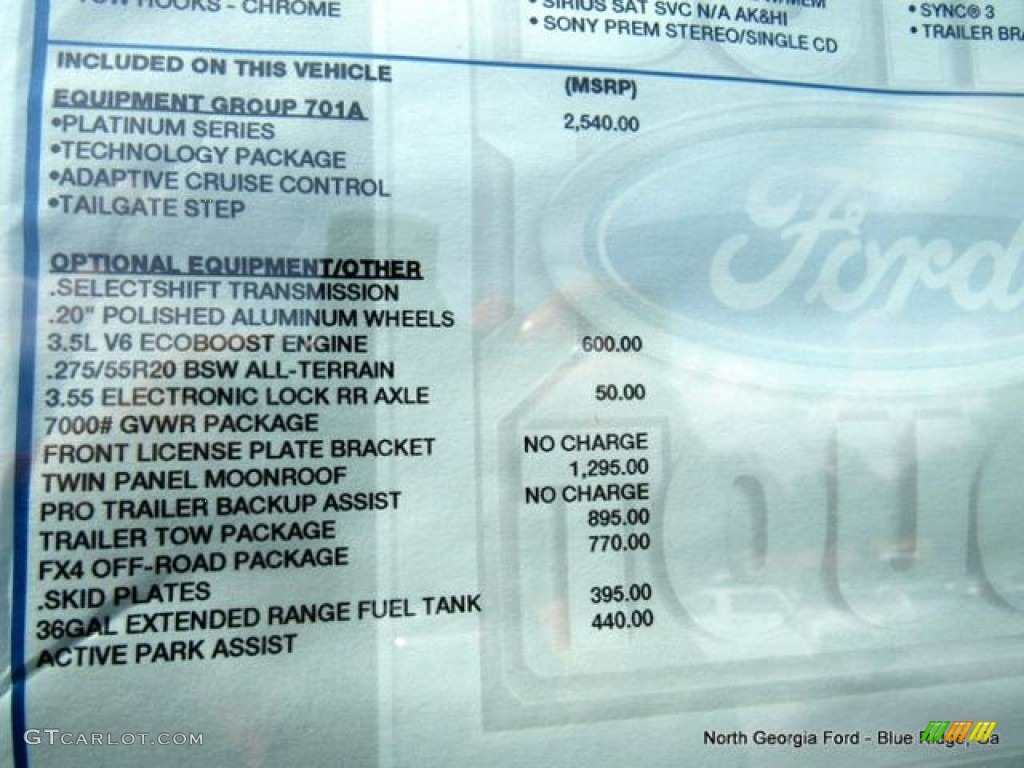 TOW HOOKS - CHROME
• SIRIUS SAT SVC N/A AK&HI
• SONY PREM STEREO/SINGLE CD
• SYNC® 3
• TRAILER BRA
INCLUDED ON THIS VEHICLE
(MSRP)
EQUIPMENT GROUP 701A
•PLATINUM SERIES 2,540.00
•TECHNOLOGY PACKAGE
•ADAPTIVE CRUISE CONTROL
•TAILGATE STEP
OPTIONAL EQUIPMENT/OTHER
.SELECTSHIFT TRANSMISSION
.20" POLISHED ALUMINUM WHEELS
3.5L V6 ECOBOOST ENGINE 600.00
.275/55R20 BSW ALL-TERRAIN
3.55 ELECTRONIC LOCK RR AXLE 50.00
7000# GVWR PACKAGE
FRONT LICENSE PLATE BRACKET NO CHARGE
TWIN PANEL MOONROOF 1,295.00
PRO TRAILER BACKUP ASSIST NO CHARGE
TRAILER TOW PACKAGE 895.00
FX4 OFF-ROAD PACKAGE 770.00
.SKID PLATES
36GAL EXTENDED RANGE FUEL TANK 395.00
ACTIVE PARK ASSIST 440.00
Ford
GTCARLOT.COM
North Georgia Ford - Blue Ridge, Ga